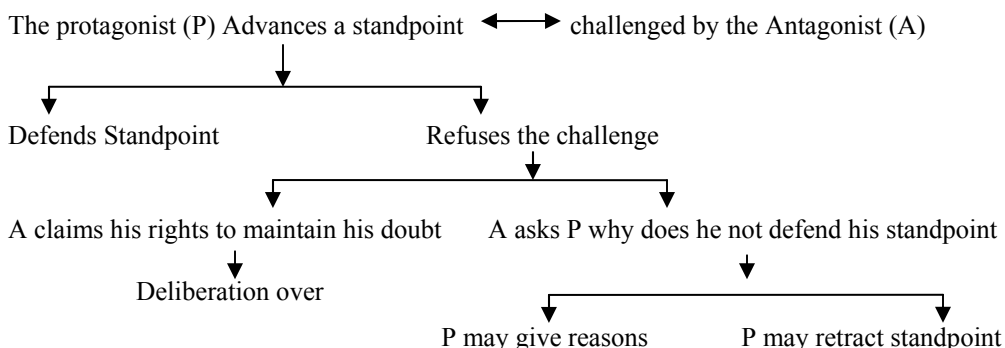 The protagonist (P) Advances a standpoint challenged by the Antagonist (A)
Defends Standpoint Refuses the challenge
A claims his rights to maintain his doubt A asks P why does he not defend his standpoint
Deliberation over
P may give reasons P may retract standpoint